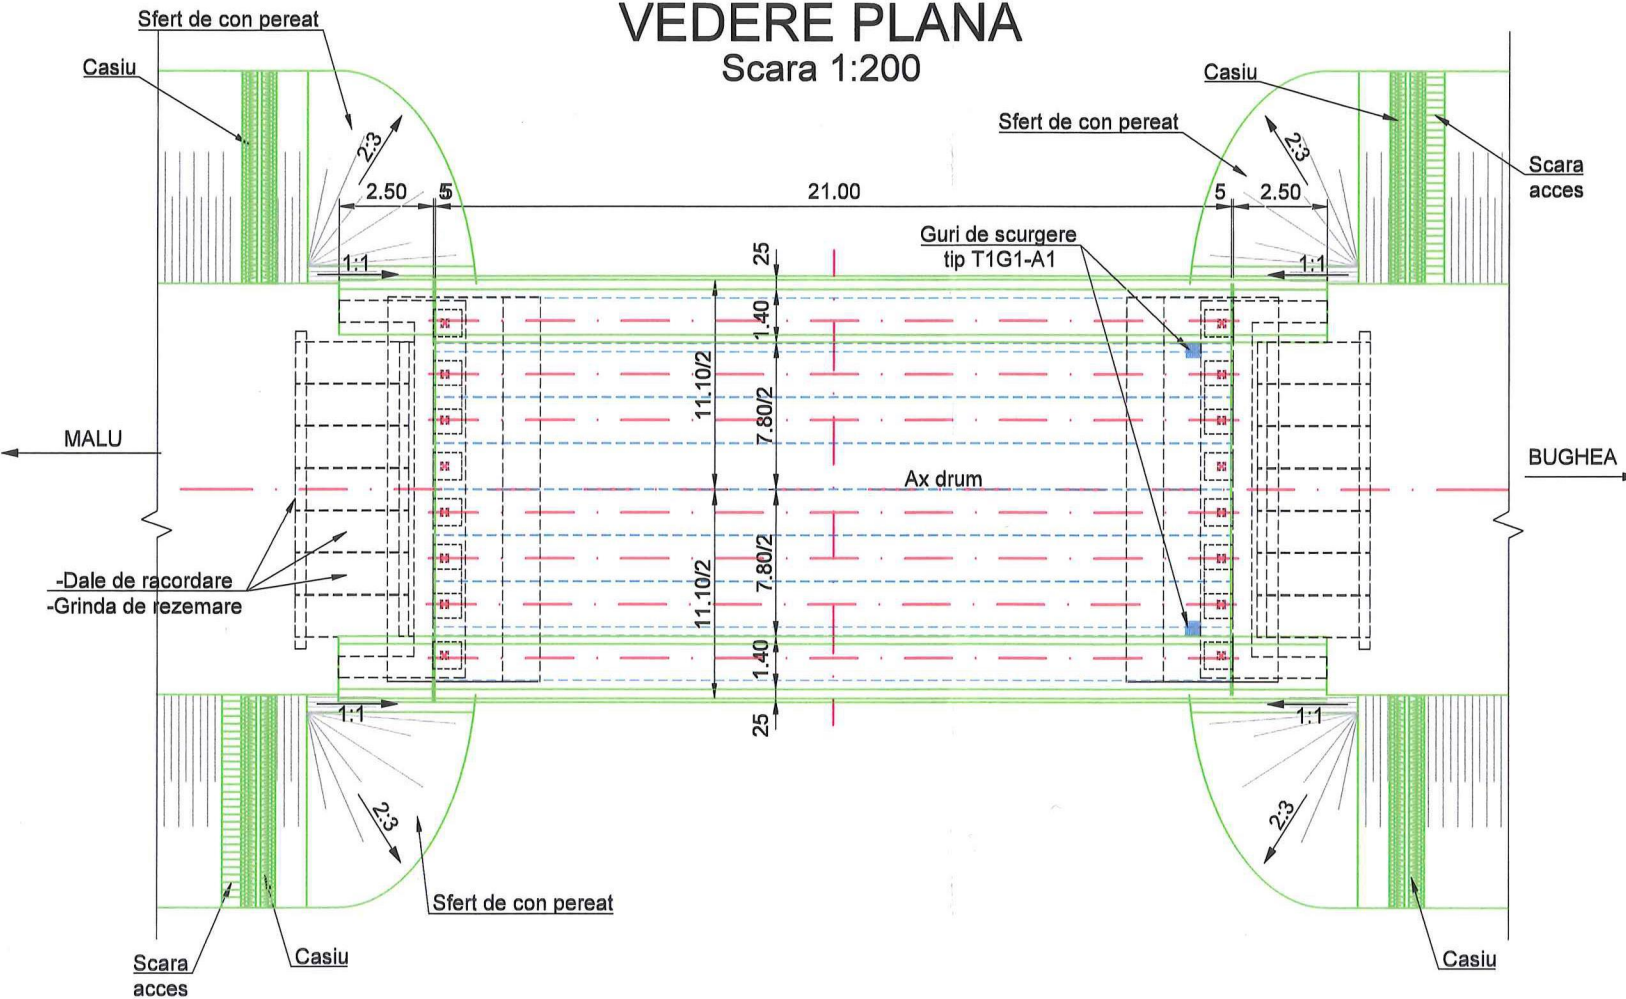 VEDERE PLANA
Scara 1:200
Sfert de con pereat
Casiu
Casiu
Sfert de con pereat
Scara
acces
2:3
2:3
2.50
5
21.00
5
2.50
Guri de scurgere
tip T1G1-A1
1:1
1:1
25
1.40
11.10/2
7.80/2
MALU
Ax drum
BUGHEA
-Dale de racordare
-Grinda de rezemare
11.10/2
7.80/2
1.40
25
1:1
1:1
2:3
2:3
Sfert de con pereat
Scara
acces
Casiu
Casiu